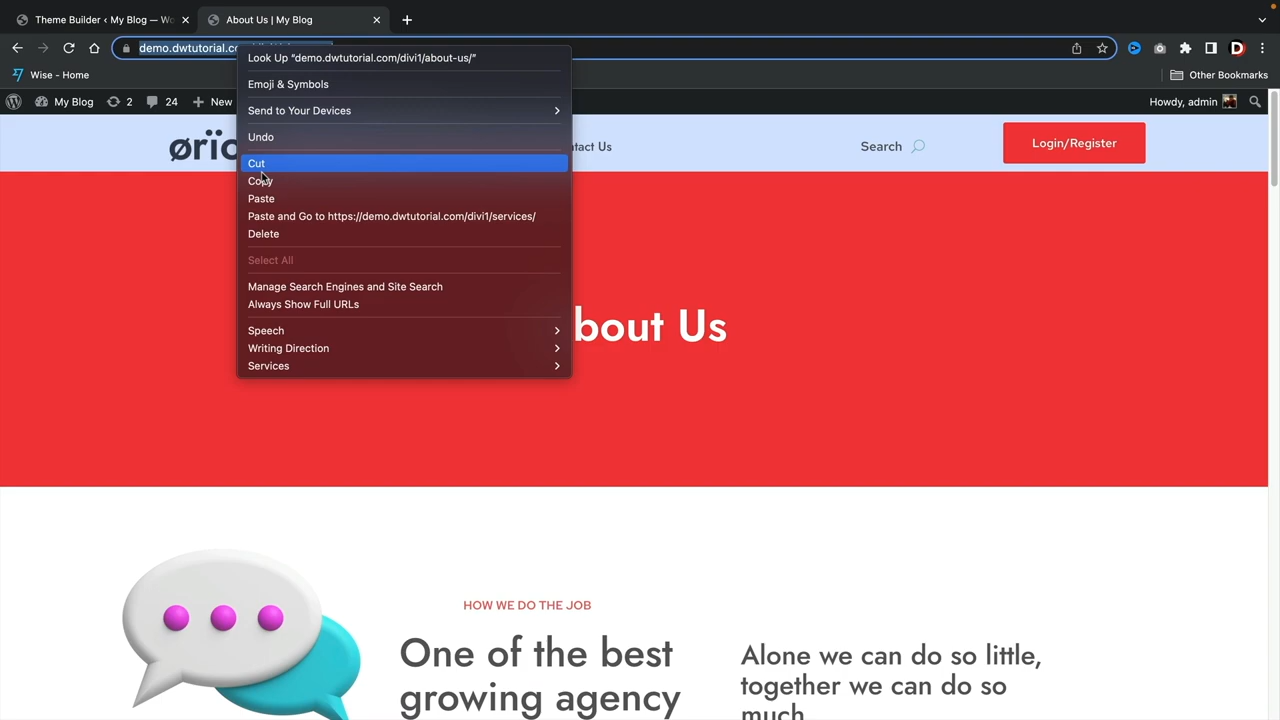 Theme Builder ‹ My Blog — Wo
About Us | My Blog
demo.dwtutorial.co
D
Wise - Home
Other Bookmarks
My Blog
2
24
New
Howdy, admin
Look Up “demo.dwtutorial.com/divi1/about-us/”
Emoji & Symbols
Send to Your Devices
Undo
Cut
Copy
Paste
Paste and Go to https://demo.dwtutorial.com/divi1/services/
Delete
Select All
Manage Search Engines and Site Search
Always Show Full URLs
Speech
Writing Direction
Services
ørïc
tact Us
Search
Login/Register
bout Us
HOW WE DO THE JOB
One of the best
growing agency
Alone we can do so little,
together we can do so
much.